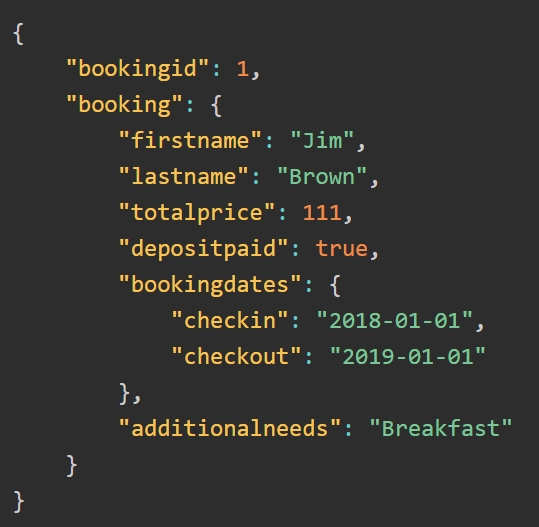 {
    "bookingid": 1,
    "booking": {
        "firstname": "Jim",
        "lastname": "Brown",
        "totalprice": 111,
        "depositpaid": true,
        "bookingdates": {
            "checkin": "2018-01-01",
            "checkout": "2019-01-01"
        },
        "additionalneeds": "Breakfast"
    }
}